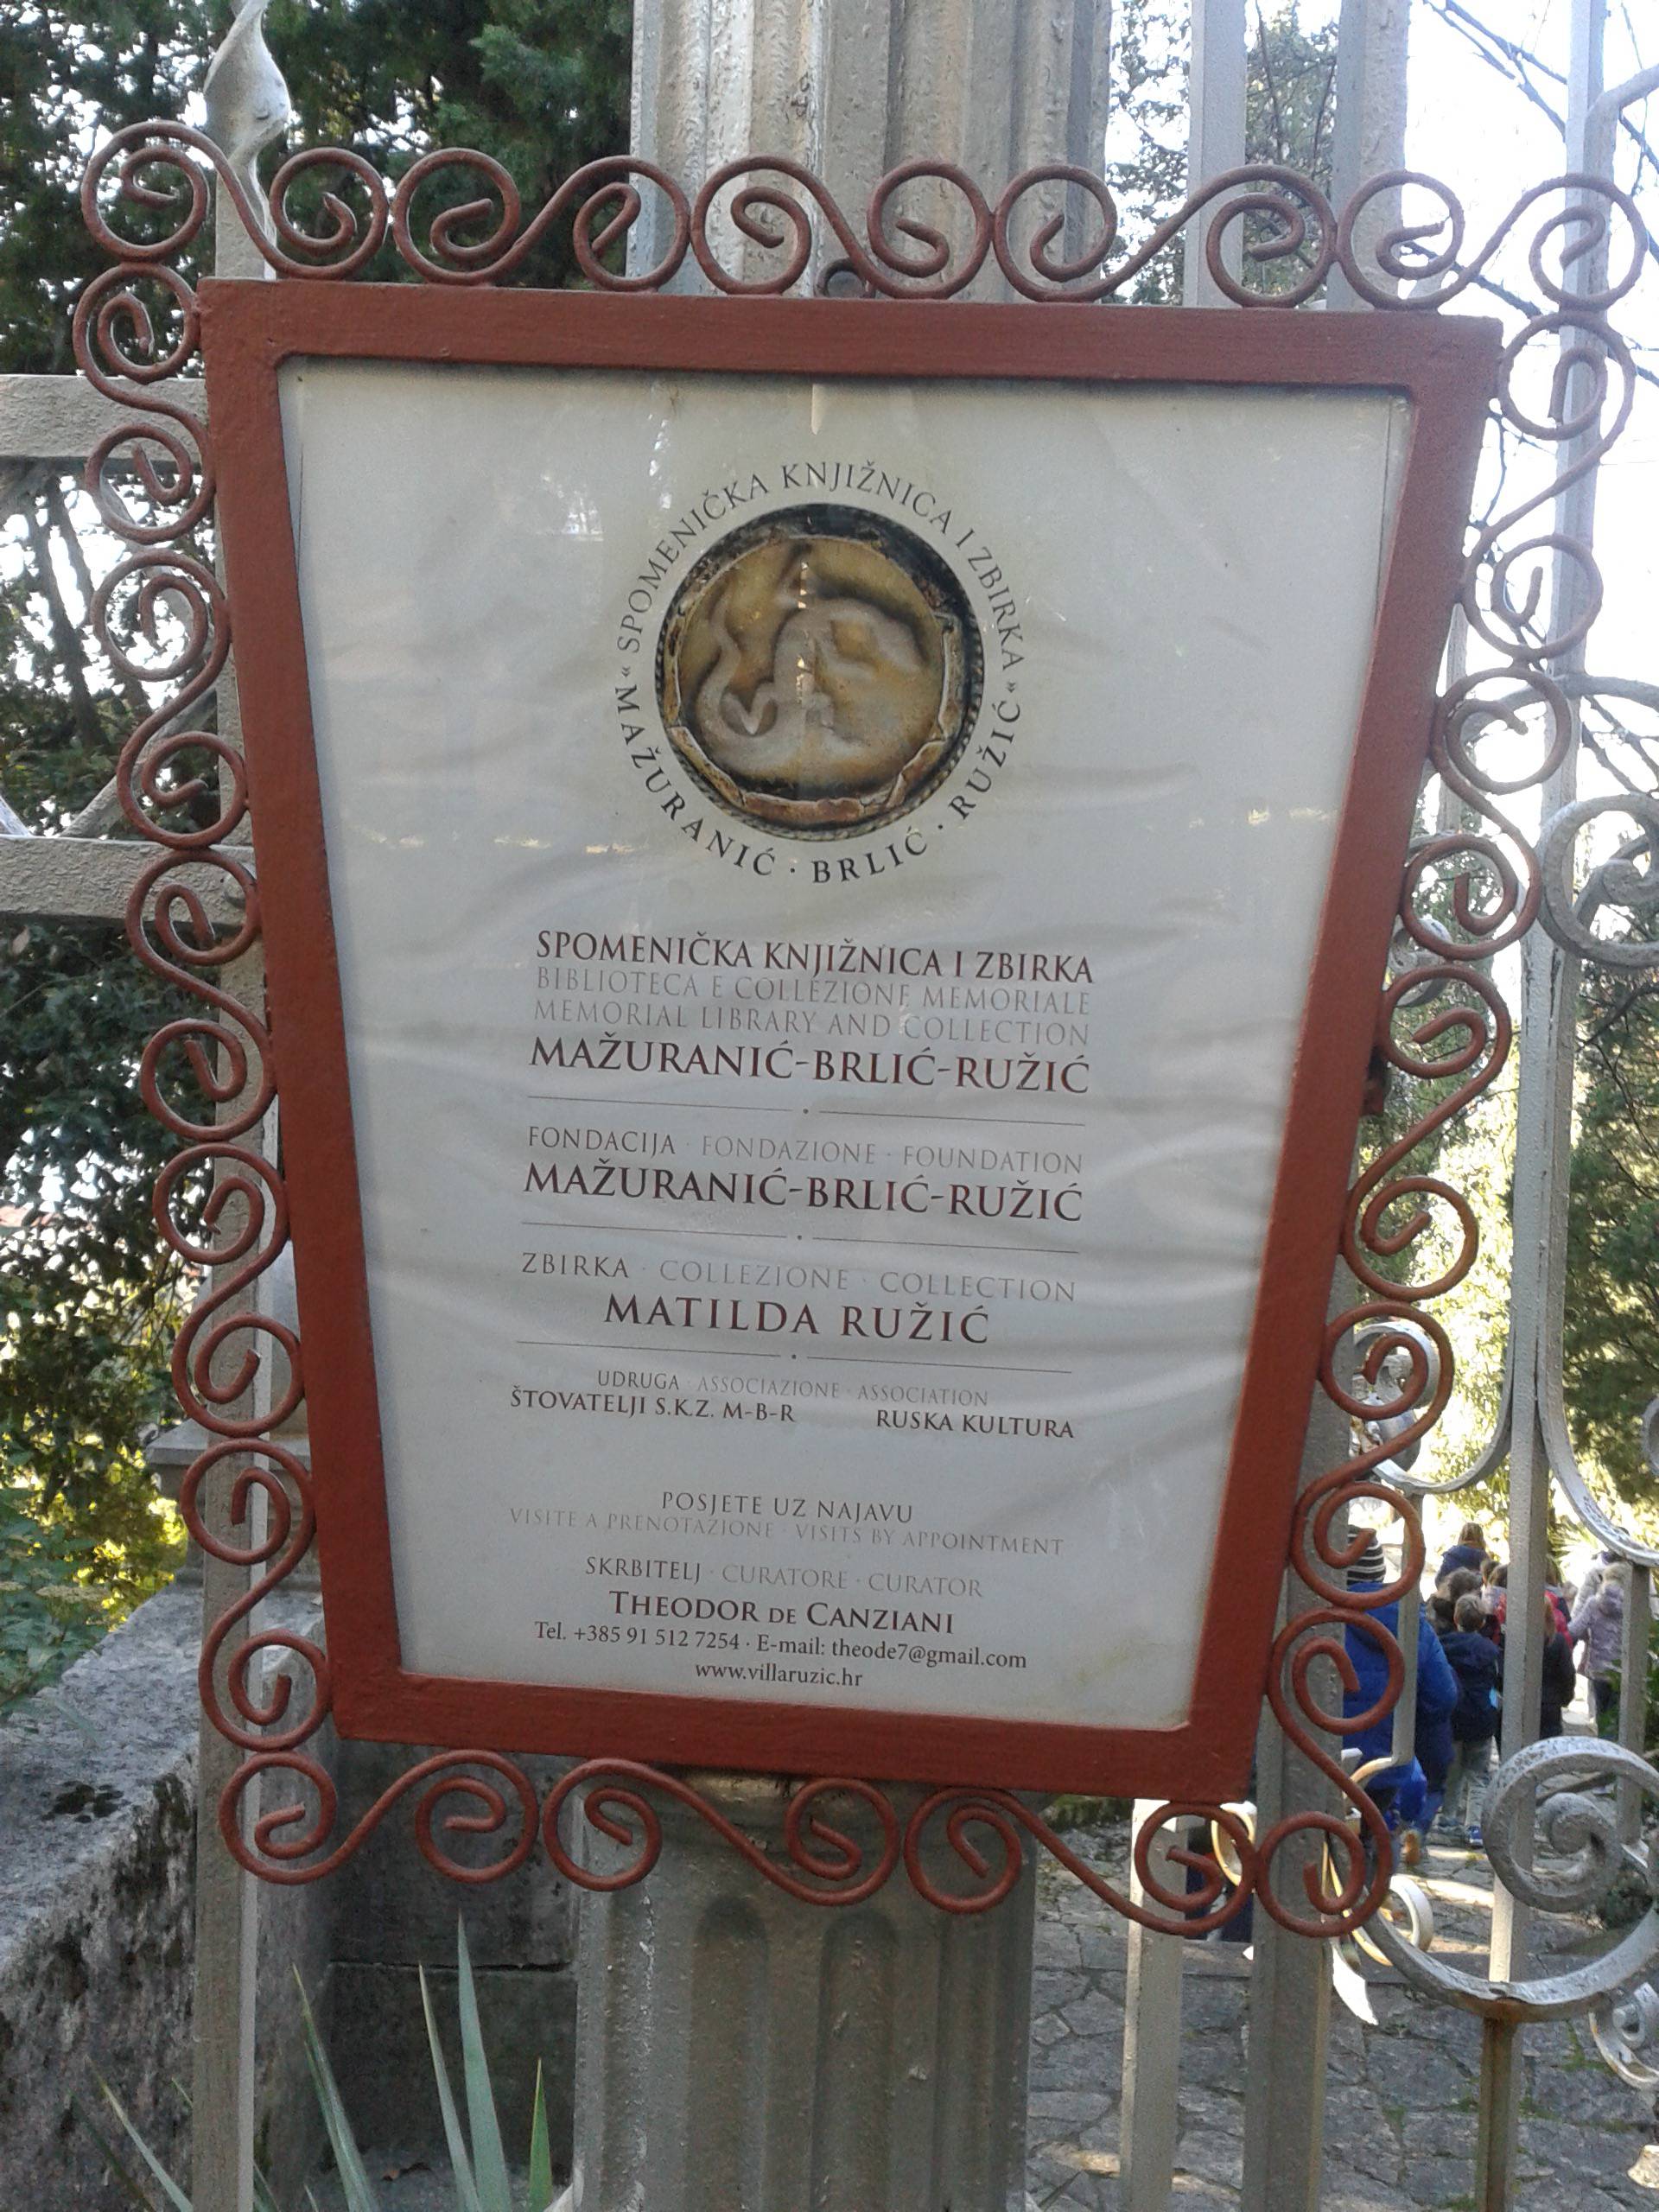 « SPOMENIČKA KNJIŽNICA I ZBIRKA »
MAŽURANIĆ · BRLIĆ · RUŽIĆ
SPOMENIČKA KNJIŽNICA I ZBIRKA
BIBLIOTECA E COLLEZIONE MEMORIALE
MEMORIAL LIBRARY AND COLLECTION
MAŽURANIĆ-BRLIĆ-RUŽIĆ
FONDACIJA · FONDAZIONE · FOUNDATION
MAŽURANIĆ-BRLIĆ-RUŽIĆ
ZBIRKA · COLLEZIONE · COLLECTION
MATILDA RUŽIĆ
UDRUGA · ASSOCIAZIONE · ASSOCIATION
ŠTOVATELJI S.K.Z. M-B-R RUSKA KULTURA
POSJETE UZ NAJAVU
VISITE A PRENOTAZIONE · VISITS BY APPOINTMENT
SKRBITELJ · CURATORE · CURATOR
THEODOR DE CANZIANI
Tel. +385 91 512 7254 · E-mail: theode7@gmail.com
www.villaruzic.hr